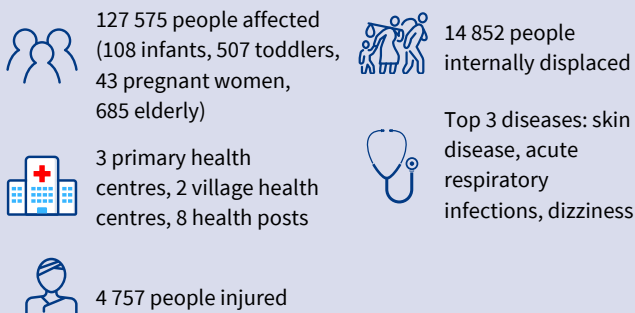 127 575 people affected
(108 infants, 507 toddlers,
43 pregnant women,
685 elderly)
3 primary health
centres, 2 village health
centres, 8 health posts
4 757 people injured
14 852 people
internally displaced
Top 3 diseases: skin
disease, acute
respiratory
infections, dizziness